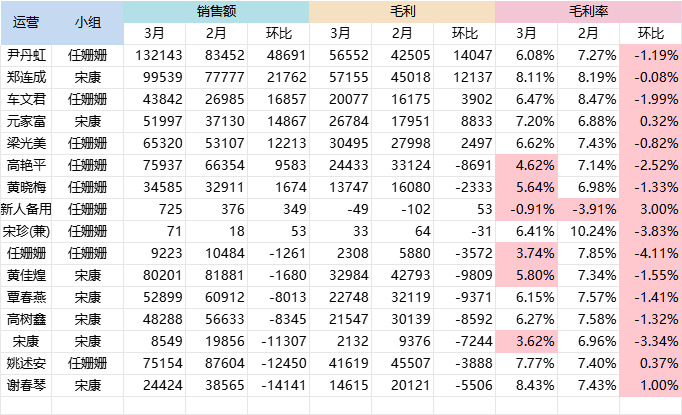 运营 小组 销售额 毛利 毛利率
3月 2月 环比 3月 2月 环比 3月 2月 环比
尹丹虹 任姗姗 132143 83452 48691 56552 42505 14047 6.08% 7.27% -1.19%
郑连成 宋康 99539 77777 21762 57155 45018 12137 8.11% 8.19% -0.08%
车文君 任姗姗 43842 26985 16857 20077 16175 3902 6.47% 8.47% -1.99%
元家富 宋康 51997 37130 14867 26784 17951 8833 7.20% 6.88% 0.32%
梁光美 任姗姗 65320 53107 12213 30495 27998 2497 6.62% 7.43% -0.82%
高艳平 任姗姗 75937 66354 9583 24433 33124 -8691 4.62% 7.14% -2.52%
黄晓梅 任姗姗 34585 32911 1674 13747 16080 -2333 5.64% 6.98% -1.33%
新人备用 任姗姗 725 376 349 -49 -102 53 -0.91% -3.91% 3.00%
宋珍(兼) 任姗姗 71 18 53 33 64 -31 6.41% 10.24% -3.83%
任姗姗 任姗姗 9223 10484 -1261 2308 5880 -3572 3.74% 7.85% -4.11%
黄佳煌 宋康 80201 81881 -1680 32984 42793 -9809 5.80% 7.34% -1.55%
覃春燕 宋康 52899 60912 -8013 22748 32119 -9371 6.15% 7.57% -1.41%
高树鑫 宋康 48288 56633 -8345 21547 30139 -8592 6.27% 7.58% -1.32%
宋康 宋康 8549 19856 -11307 2132 9376 -7244 3.62% 6.96% -3.34%
姚述安 任姗姗 75154 87604 -12450 41619 45507 -3888 7.77% 7.40% 0.37%
谢春琴 宋康 24424 38565 -14141 14615 20121 -5506 8.43% 7.43% 1.00%